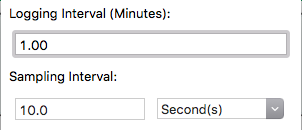 Logging Interval (Minutes):
1.00
Sampling Interval:
10.0 Second(s)